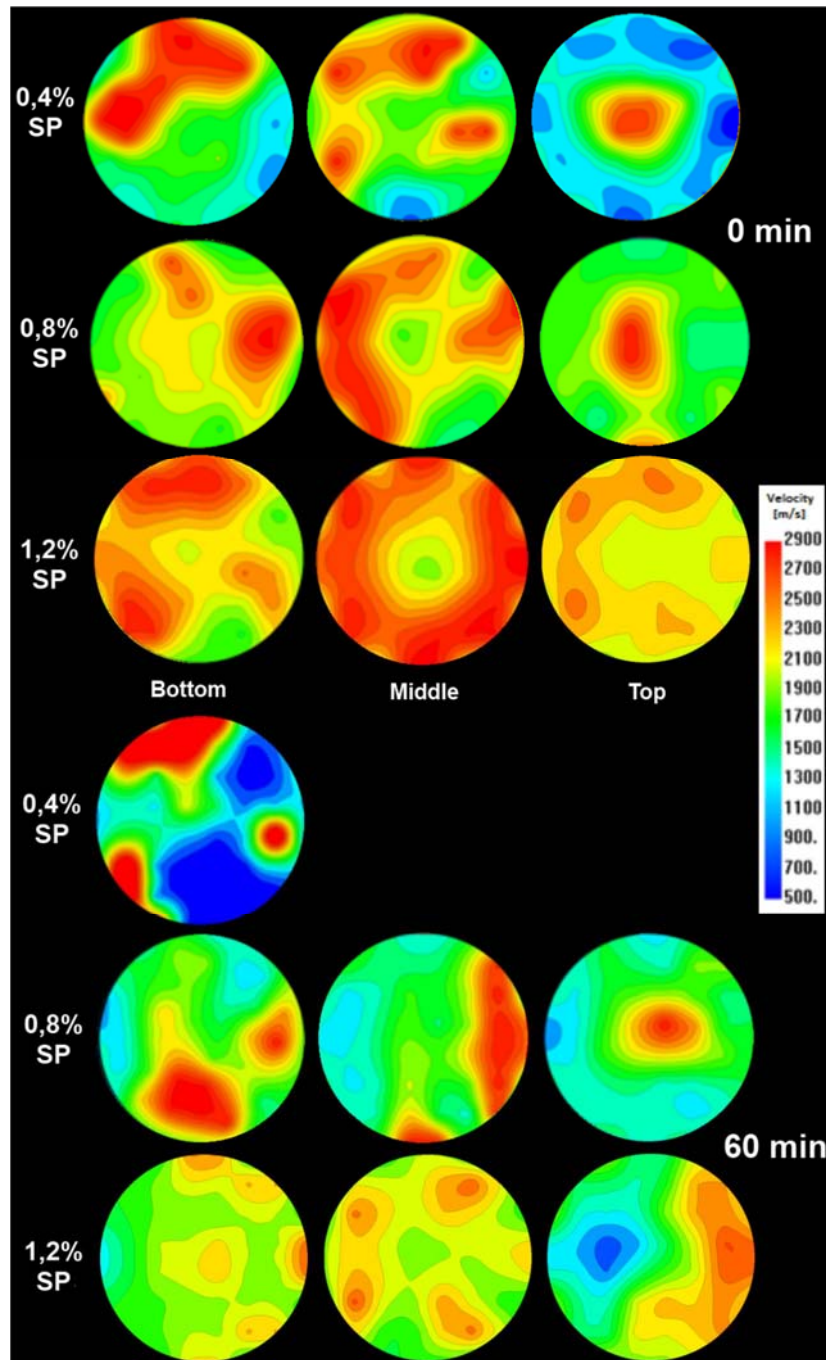 0,4%
SP
0 min
0,8%
SP
1,2%
SP
Bottom
Middle
Top
Velocity
[m/s]
2900
2700
2500
2300
2100
1900
1700
1500
1300
1100
900.
700.
500.
0,4%
SP
0,8%
SP
60 min
1,2%
SP